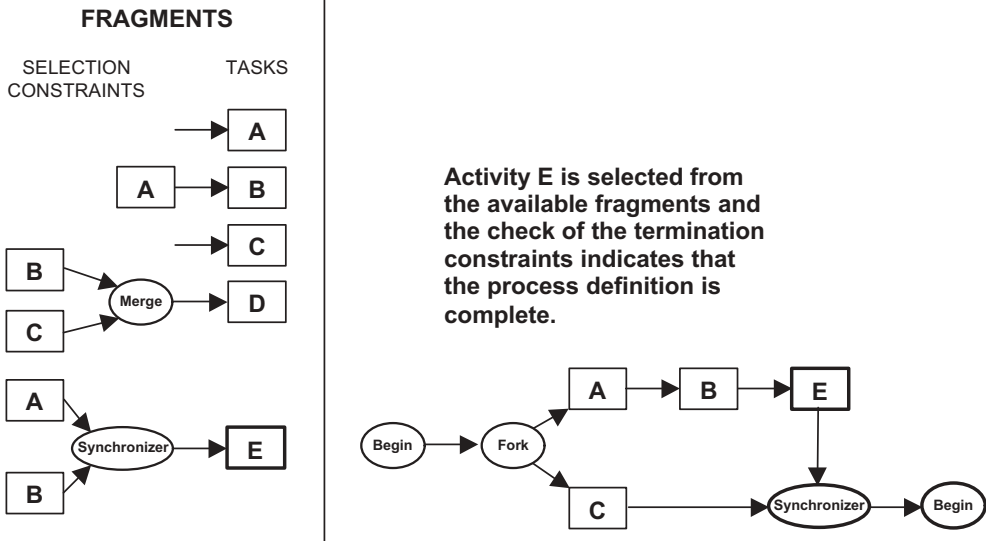 FRAGMENTS
SELECTION
CONSTRAINTS
TASKS
A
A
B
C
B
C
Merge
D
A
B
Synchronizer
E
Activity E is selected from
the available fragments and
the check of the termination
constraints indicates that
the process definition is
complete.
Begin
Fork
A
B
E
C
Synchronizer
Begin